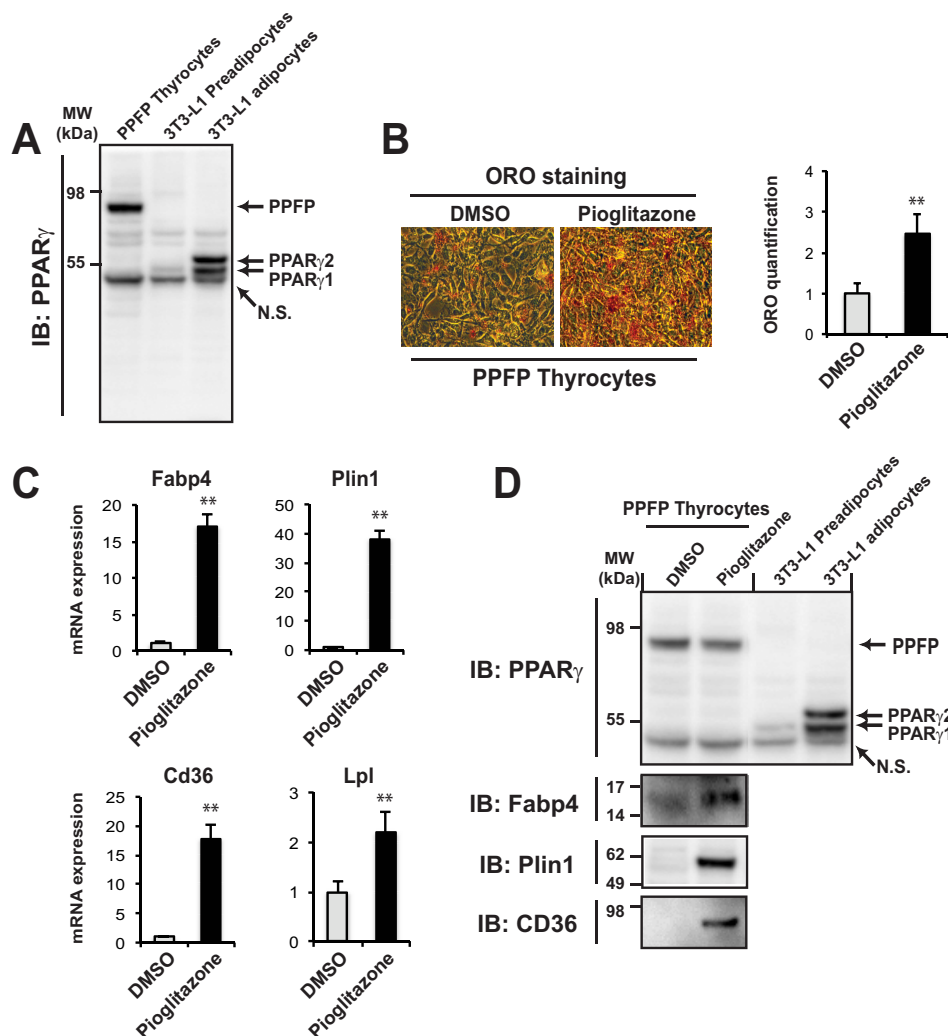 A
MW
(kDa)
PPFP Thyrocytes
3T3-L1 Preadipocytes
3T3-L1 adipocytes
IB: PPARγ
98
55
PPFP
PPARγ2
PPARγ1
N.S.
B
ORO staining
DMSO Pioglitazone
PPFP Thyrocytes
ORO quantification
4
3
2
1
0
**
DMSO
Pioglitazone
C
Fabp4
mRNA expression
20
15
10
5
0
**
DMSO
Pioglitazone
Plin1
50
40
30
20
10
0
**
DMSO
Pioglitazone
Cd36
mRNA expression
25
20
15
10
5
0
**
DMSO
Pioglitazone
Lpl
3
2
1
0
**
DMSO
Pioglitazone
D
PPFP Thyrocytes
MW
(kDa)
DMSO
Pioglitazone
3T3-L1 Preadipocytes
3T3-L1 adipocytes
IB: PPARγ
98
55
PPFP
PPARγ2
PPARγ1
N.S.
IB: Fabp4
17
14
IB: Plin1
62
49
IB: CD36
98